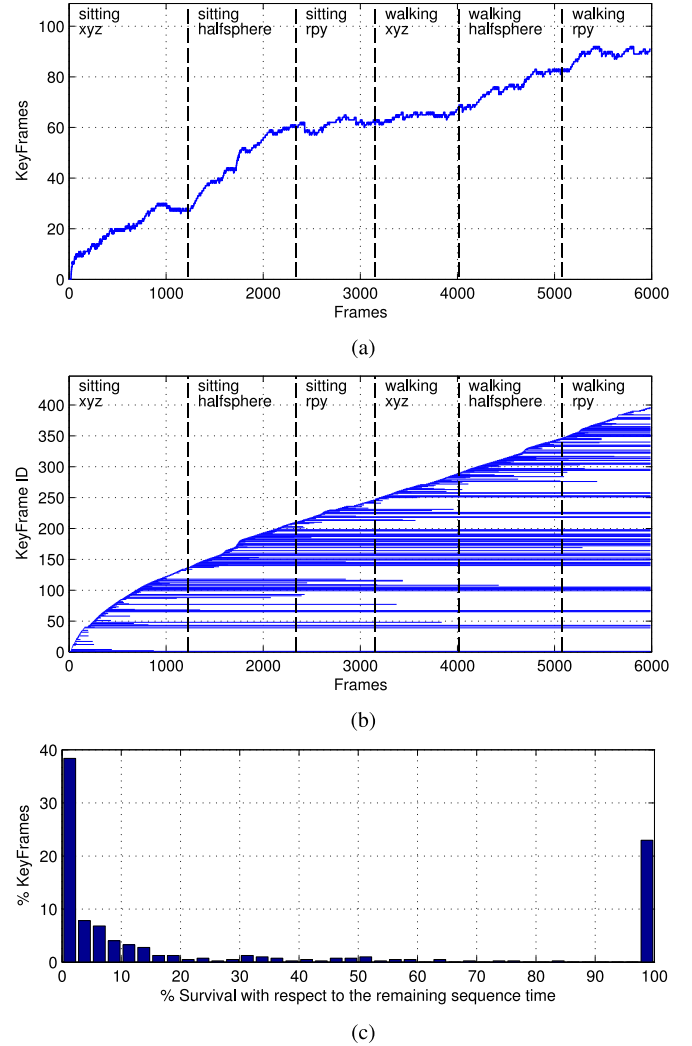 sitting xyz
sitting halfsphere
sitting rpy
walking xyz
walking halfsphere
walking rpy
100
80
60
40
20
0
KeyFrames
0 1000 2000 3000 4000 5000 6000
Frames
(a)
sitting xyz
sitting halfsphere
sitting rpy
walking xyz
walking halfsphere
walking rpy
400
350
300
250
200
150
100
50
0
KeyFrame ID
0 1000 2000 3000 4000 5000 6000
Frames
(b)
40
30
20
10
0
% KeyFrames
0 10 20 30 40 50 60 70 80 90 100
% Survival with respect to the remaining sequence time
(c)